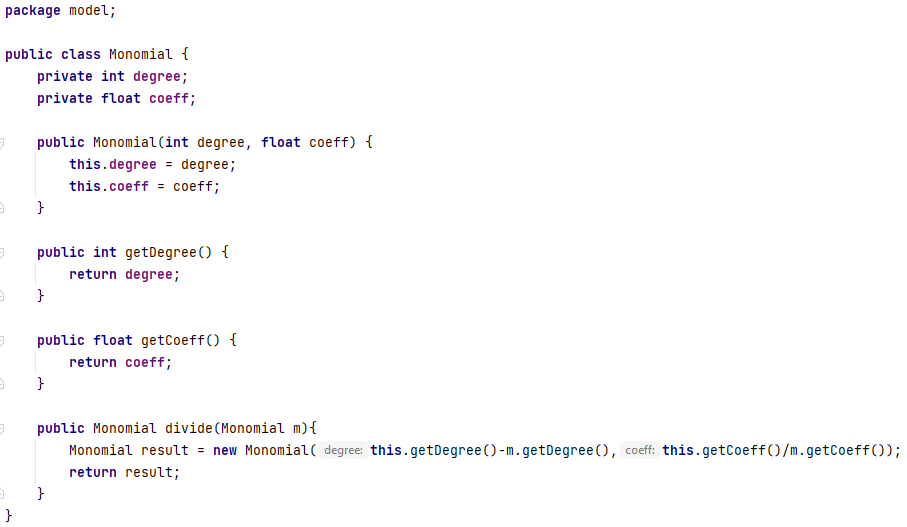 package model;
public class Monomial {
    private int degree;
    private float coeff;
    public Monomial(int degree, float coeff) {
        this.degree = degree;
        this.coeff = coeff;
    }
    public int getDegree() {
        return degree;
    }
    public float getCoeff() {
        return coeff;
    }
    public Monomial divide(Monomial m){
        Monomial result = new Monomial( degree: this.getDegree()-m.getDegree(), coeff: this.getCoeff()/m.getCoeff());
        return result;
    }
}